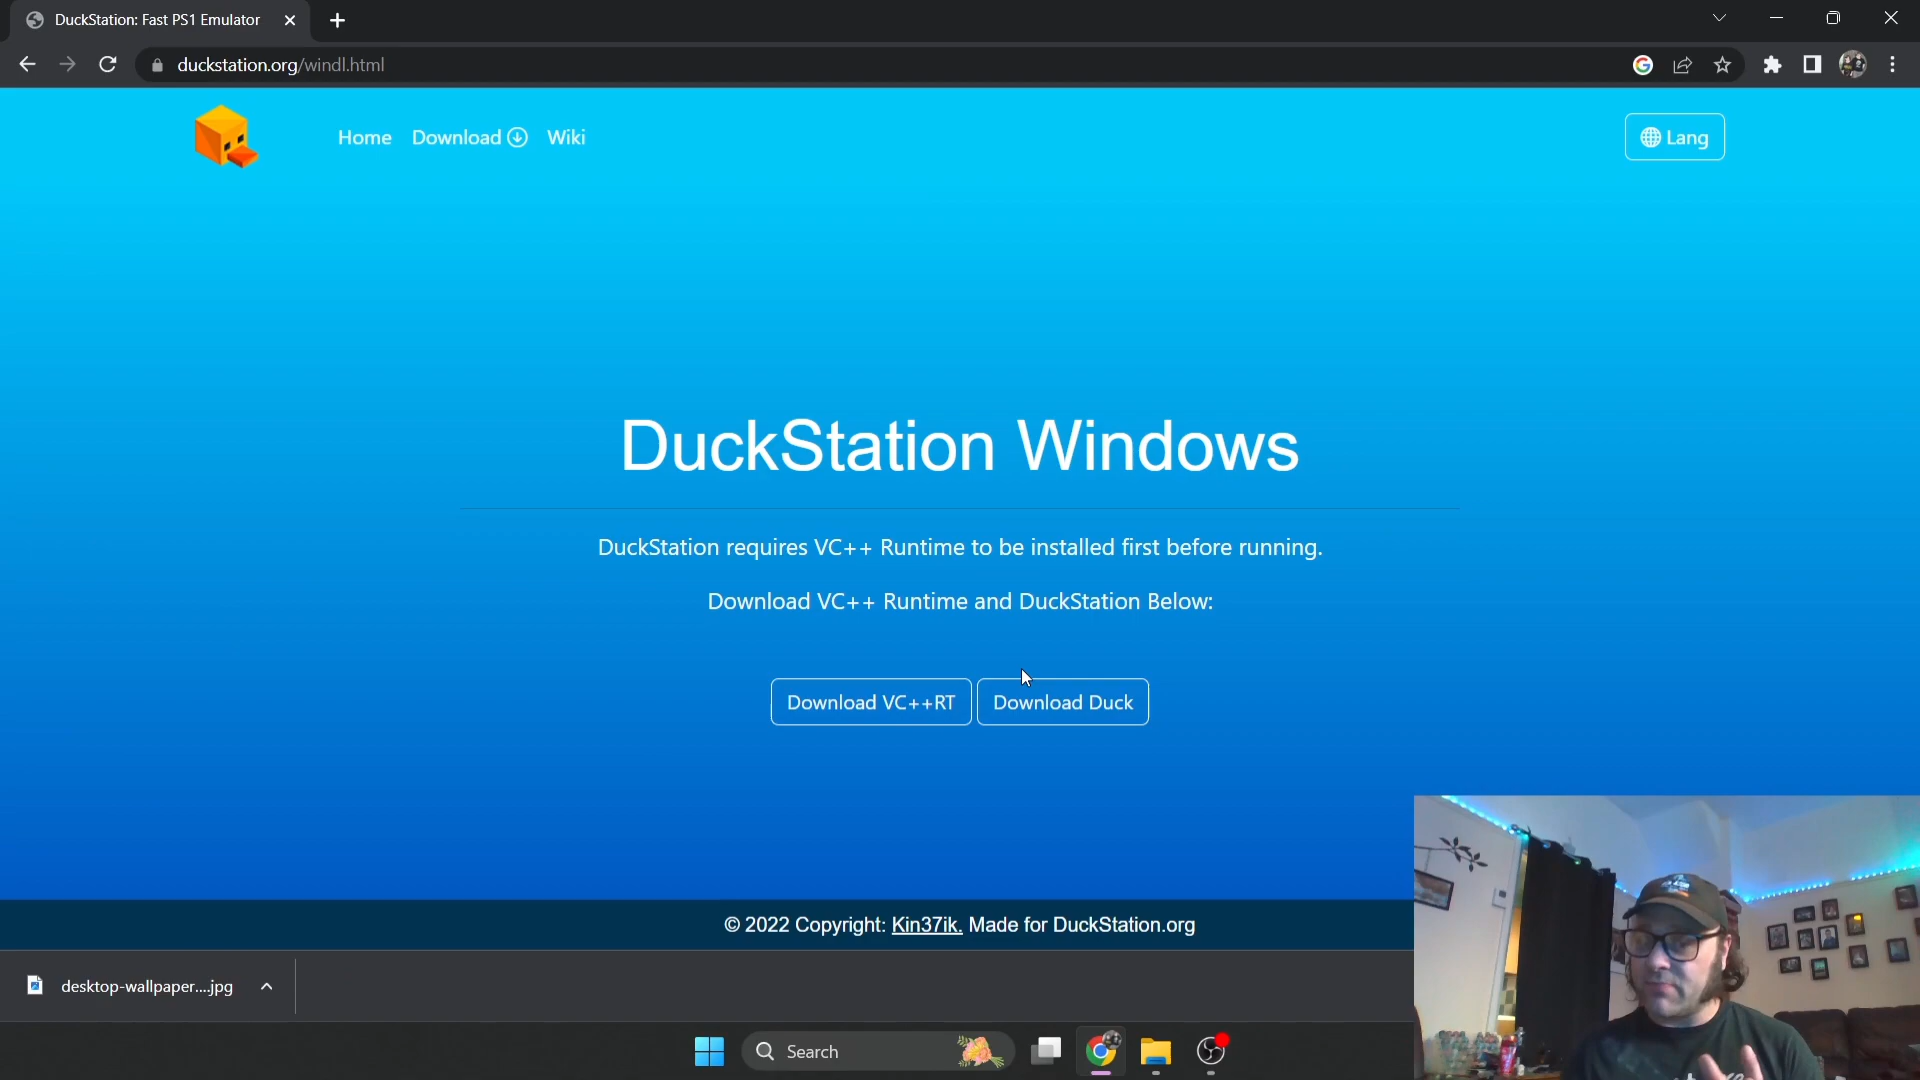 DuckStation: Fast PS1 Emulator
duckstation.org/windl.html
Home Download Wiki
Lang
DuckStation Windows
DuckStation requires VC++ Runtime to be installed first before running.
Download VC++ Runtime and DuckStation Below:
Download VC++RT Download Duck
© 2022 Copyright: Kin37ik. Made for DuckStation.org
desktop-wallpaper....jpg
Search